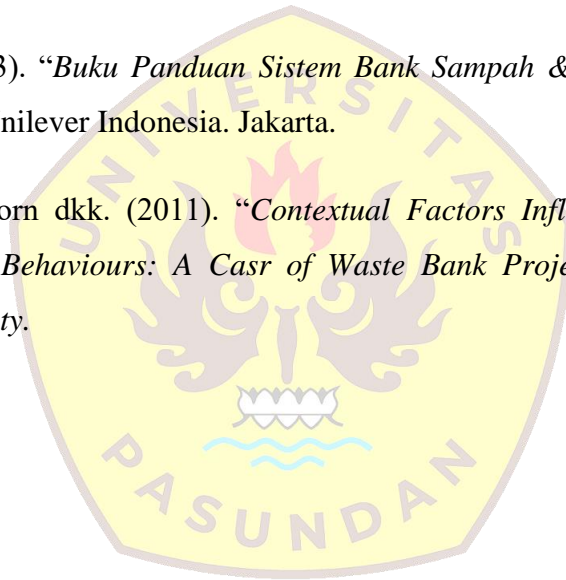 3). “Buku Panduan Sistem Bank Sampah &
nilever Indonesia. Jakarta.
orn dkk. (2011). “Contextual Factors Infl
Behaviours: A Casr of Waste Bank Proje
ty.
UNIVERSITAS
PASUNDAN